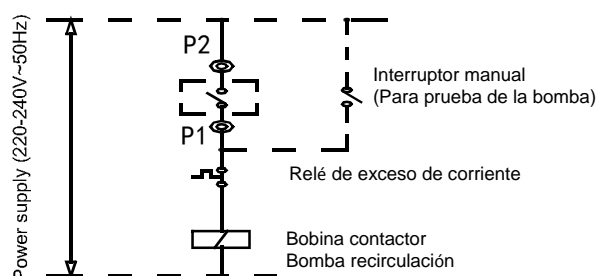 Power supply (220-240V~50Hz)
P2
Interruptor manual
(Para prueba de la bomba)
P1
Relé de exceso de corriente
Bobina contactor
Bomba recirculación